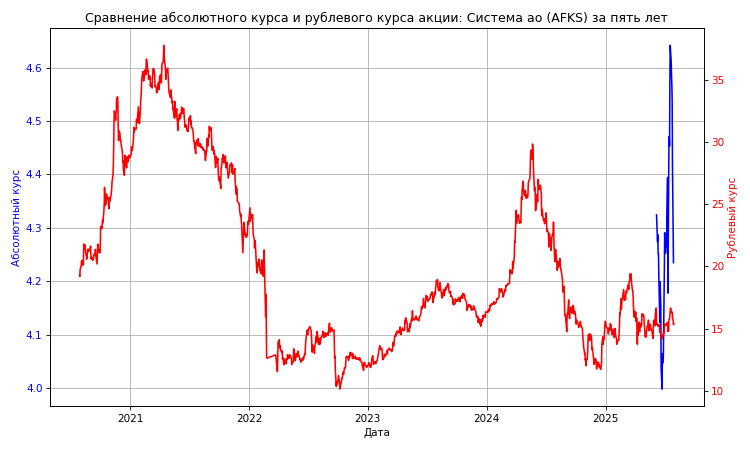 Сравнение абсолютного курса и рублевого курса акции: Система ао (AFKS) за пять лет
4.6
4.5
4.4
4.3
4.2
4.1
4.0
Абсолютный курс
35
30
25
20
15
10
Рублевый курс
2021 2022 2023 2024 2025
Дата